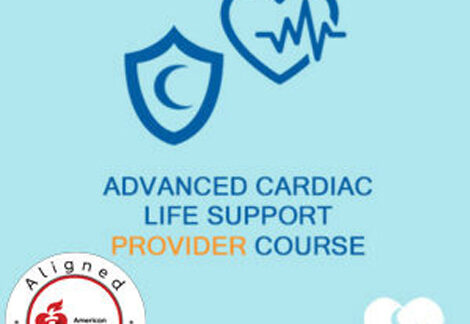 ADVANCED CARDIAC
LIFE SUPPORT
PROVIDER COURSE
Aligned
American